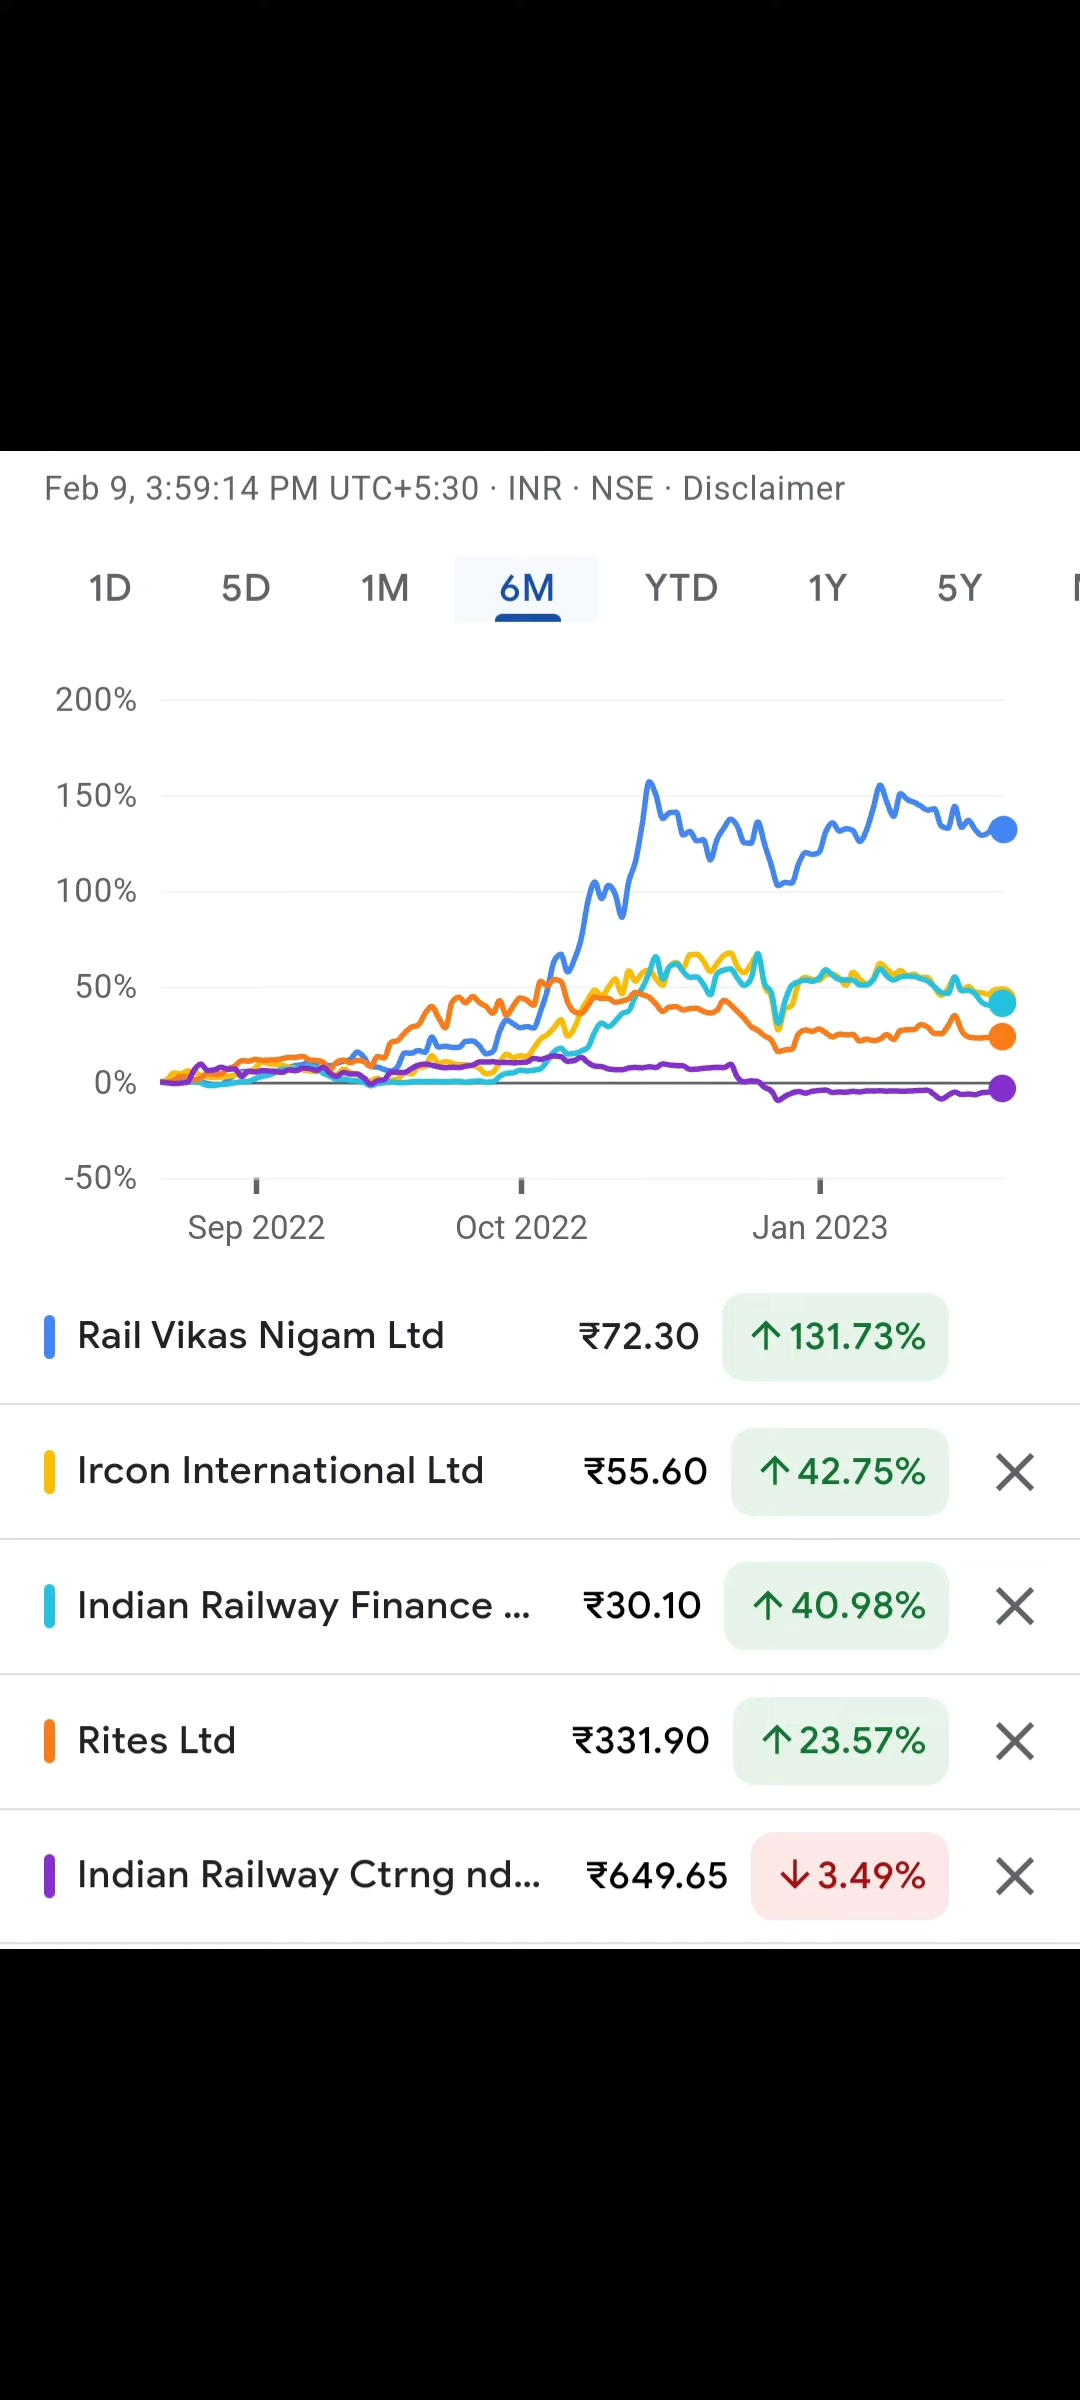 Feb 9, 3:59:14 PM UTC+5:30 · INR · NSE · Disclaimer
1D 5D 1M 6M YTD 1Y 5Y
200%
150%
100%
50%
0%
-50%
Sep 2022 Oct 2022 Jan 2023
Rail Vikas Nigam Ltd ₹72.30 ↑131.73%
Ircon International Ltd ₹55.60 ↑42.75%
Indian Railway Finance ... ₹30.10 ↑40.98%
Rites Ltd ₹331.90 ↑23.57%
Indian Railway Ctrng nd... ₹649.65 ↓3.49%